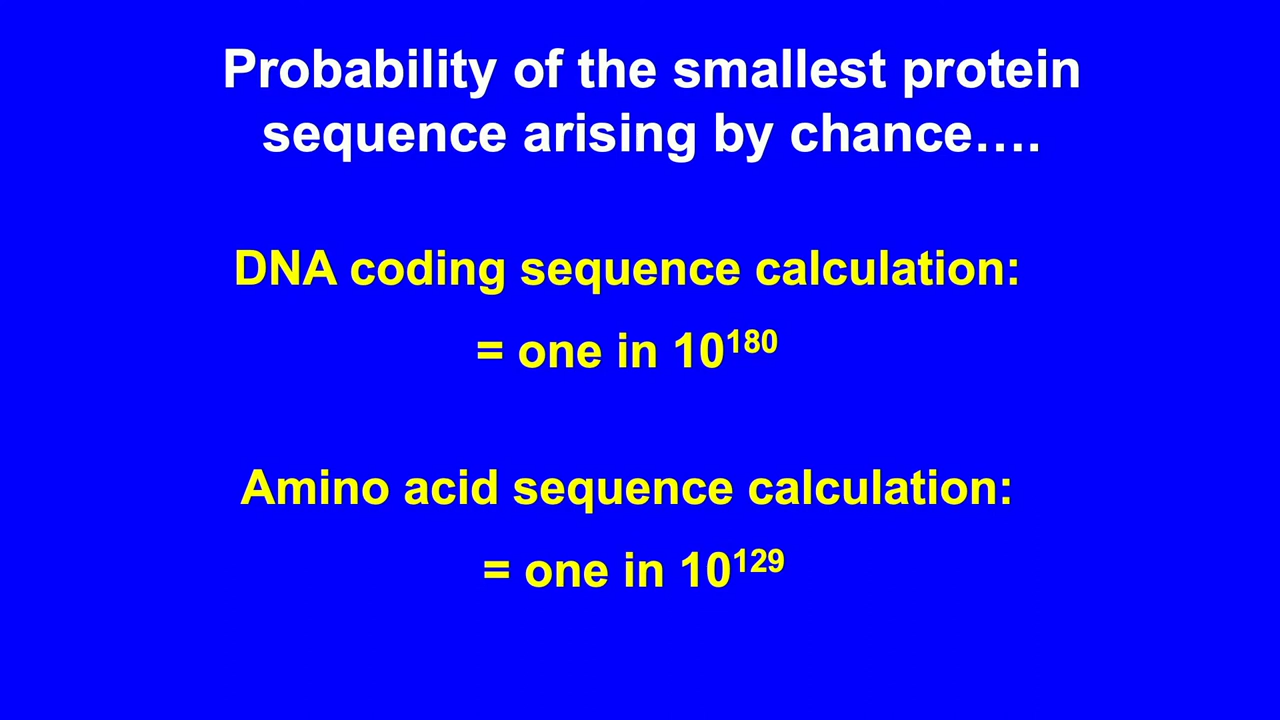 Probability of the smallest protein
sequence arising by chance….
DNA coding sequence calculation:
= one in 10¹⁸⁰
Amino acid sequence calculation:
= one in 10¹²⁹